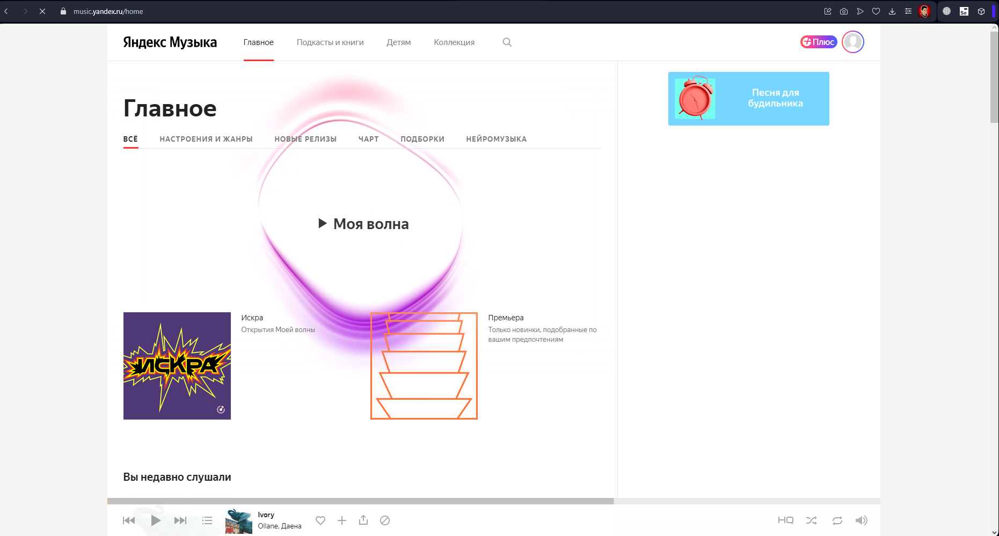 music.yandex.ru/home
Se
Яндекс Музыка
Главное
Подкасты и книги
Детям
Коллекция
Плюс
Песня для
будильника
Главное
ВСЁ
НАСТРОЕНИЯ И ЖАНРЫ
НОВЫЕ РЕЛИЗЫ
ЧАРТ
ПОДБОРКИ
НЕЙРОМУЗЫКА
Моя волна
ИСКРА
Искра
Открытия Моей волны
Премьера
Только новинки, подобранные по
вашим предпочтениям
Вы недавно слушали
Ivory
Ollane, Даена
HQ